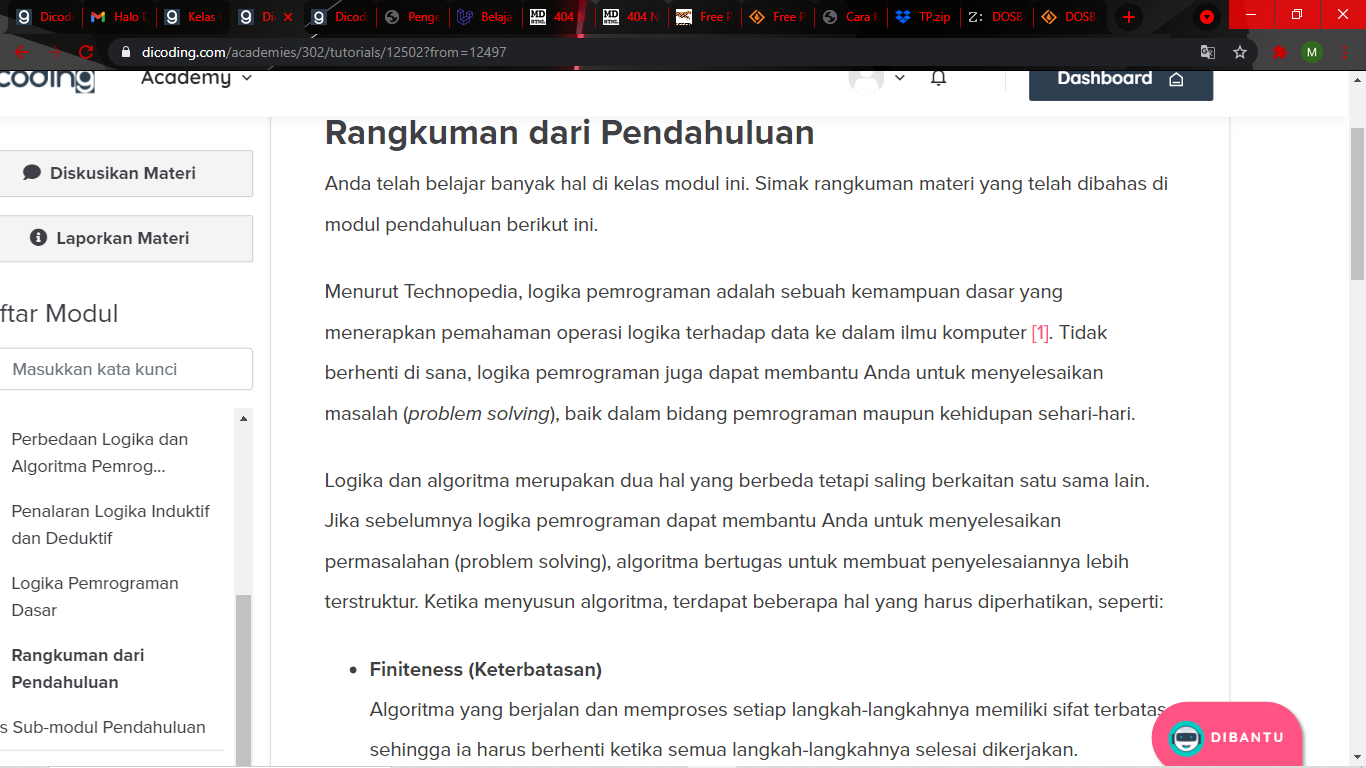 Dicodi
Halo D
Kelas
Dic
Dicod
Penge
Belaja
MD 404 N
MD 404 N
Free P
Free P
Cara M
TP.zip
Z: DOSB
DOSB
dicoding.com/academies/302/tutorials/12502?from=12497
M
coding
Academy
Dashboard
Diskusikan Materi
Laporkan Materi
ftar Modul
Masukkan kata kunci
Perbedaan Logika dan
Algoritma Pemrog...
Penalaran Logika Induktif
dan Deduktif
Logika Pemrograman
Dasar
Rangkuman dari
Pendahuluan
s Sub-modul Pendahuluan
Rangkuman dari Pendahuluan
Anda telah belajar banyak hal di kelas modul ini. Simak rangkuman materi yang telah dibahas di
modul pendahuluan berikut ini.
Menurut Technopedia, logika pemrograman adalah sebuah kemampuan dasar yang
menerapkan pemahaman operasi logika terhadap data ke dalam ilmu komputer [1]. Tidak
berhenti di sana, logika pemrograman juga dapat membantu Anda untuk menyelesaikan
masalah (problem solving), baik dalam bidang pemrograman maupun kehidupan sehari-hari.
Logika dan algoritma merupakan dua hal yang berbeda tetapi saling berkaitan satu sama lain.
Jika sebelumnya logika pemrograman dapat membantu Anda untuk menyelesaikan
permasalahan (problem solving), algoritma bertugas untuk membuat penyelesaiannya lebih
terstruktur. Ketika menyusun algoritma, terdapat beberapa hal yang harus diperhatikan, seperti:
• Finiteness (Keterbatasan)
Algoritma yang berjalan dan memproses setiap langkah-langkahnya memiliki sifat terbatas
sehingga ia harus berhenti ketika semua langkah-langkahnya selesai dikerjakan.
DIBANTU